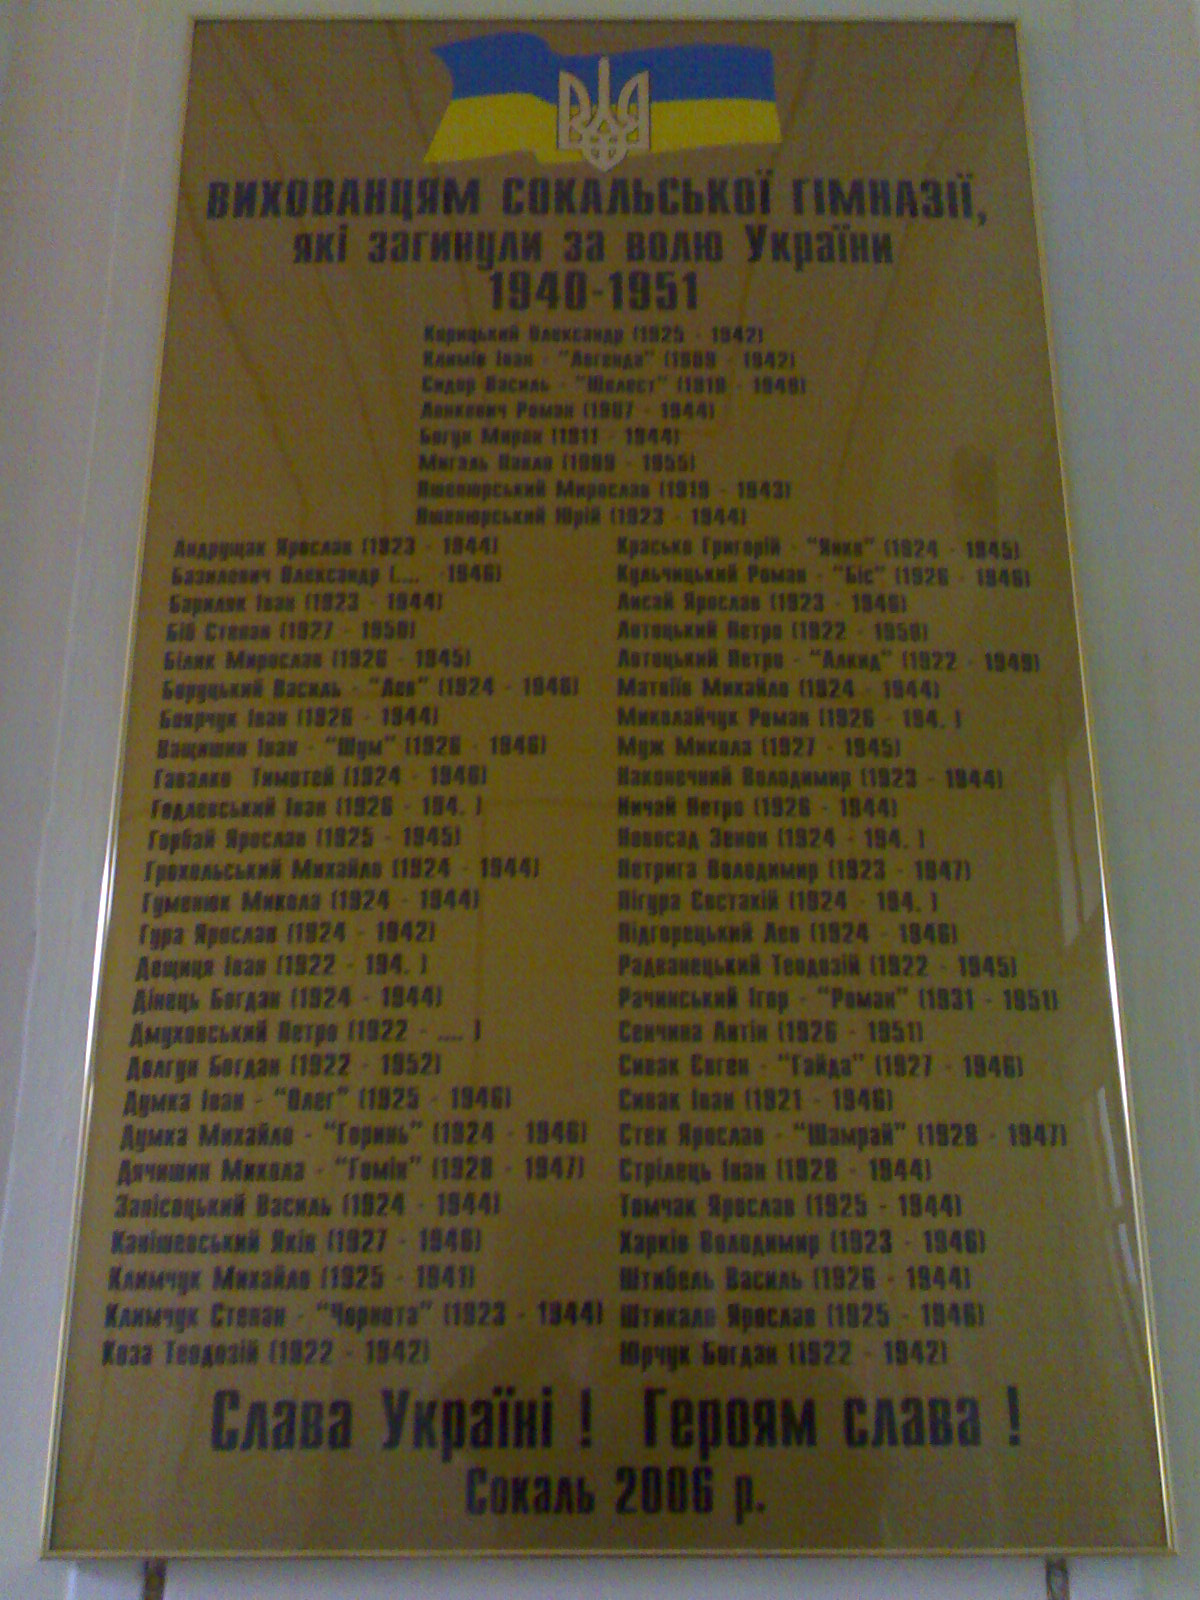 ВИХОВАНЦЯМ СОКАЛЬСЬКОЇ ГІМНАЗІЇ,
які загинули за волю України
1940-1951
Корицький Олександр (1925 - 1942)
Климів Іван - "Легенда" (1909 - 1942)
Сидор Василь - "Шелест" (1910 - 1949)
Ленкевич Роман (1907 - 1944)
Богун Мирон (1911 - 1944)
Мигаль Павло (1909 - 1955)
Пшеню́рський Мирослав (1919 - 1943)
Пшенюрський Юрій (1923 - 1944)
Андрущак Ярослав (1923 - 1944)
Базилевич Олександр (.... -1946)
Барилюк Іван (1923 - 1944)
Біб Степан (1927 - 1950)
Білик Мирослав (1926 - 1945)
Боруцький Василь - "Лев" (1924 - 1946)
Боярчук Іван (1926 - 1944)
Ващишин Іван - "Шум" (1926 - 1946)
Гавалко Тимотей (1924 - 1946)
Годлевський Іван (1926 - 194. )
Горбай Ярослав (1925 - 1945)
Грохольський Михайло (1924 - 1944)
Гуменюк Микола (1924 - 1944)
Гура Ярослав (1924 - 1942)
Дещиця Іван (1922 - 194. )
Дінець Богдан (1924 - 1944)
Дмуховський Петро (1922 - .... )
Долгун Богдан (1922 - 1952)
Думка Іван - "Олег" (1925 - 1946)
Думка Михайло - "Горинь" (1924 - 1946)
Дячишин Микола - "Гомін" (1928 - 1947)
Завісоцький Василь (1924 - 1944)
Канішевський Яків (1927 - 1946)
Климчук Михайло (1925 - 1941)
Климчук Степан - "Чорнота" (1923 - 1944)
Коза Теодозій (1922 - 1942)
Красько Григорій - "Янко" (1924 - 1945)
Кульчицький Роман - "Біс" (1926 - 1946)
Лисай Ярослав (1923 - 1946)
Лотоцький Петро (1922 - 1950)
Лотоцький Петро - "Алкид" (1922 - 1949)
Матвіїв Михайло (1924 - 1944)
Миколайчук Роман (1926 - 194. )
Муж Микола (1927 - 1945)
Наконечний Володимир (1923 - 1944)
Ничай Петро (1926 - 1944)
Новосад Зенон (1924 - 194. )
Петрига Володимир (1923 - 1947)
Пігура Євстахій (1924 - 194. )
Підгорецький Лев (1924 - 1946)
Радванецький Теодозій (1922 - 1945)
Рачинський Ігор - "Роман" (1931 - 1951)
Сенчина Антін (1926 - 1951)
Сивак Євген - "Гайда" (1927 - 1946)
Сивак Іван (1921 - 1946)
Стех Ярослав - "Шамрай" (1928 - 1947)
Стрілець Іван (1928 - 1944)
Томчак Ярослав (1925 - 1944)
Харків Володимир (1923 - 1946)
Штибель Василь (1926 - 1944)
Штикало Ярослав (1925 - 1946)
Юрчук Богдан (1922 - 1942)
Слава Україні ! Героям слава !
Сокаль 2006 р.